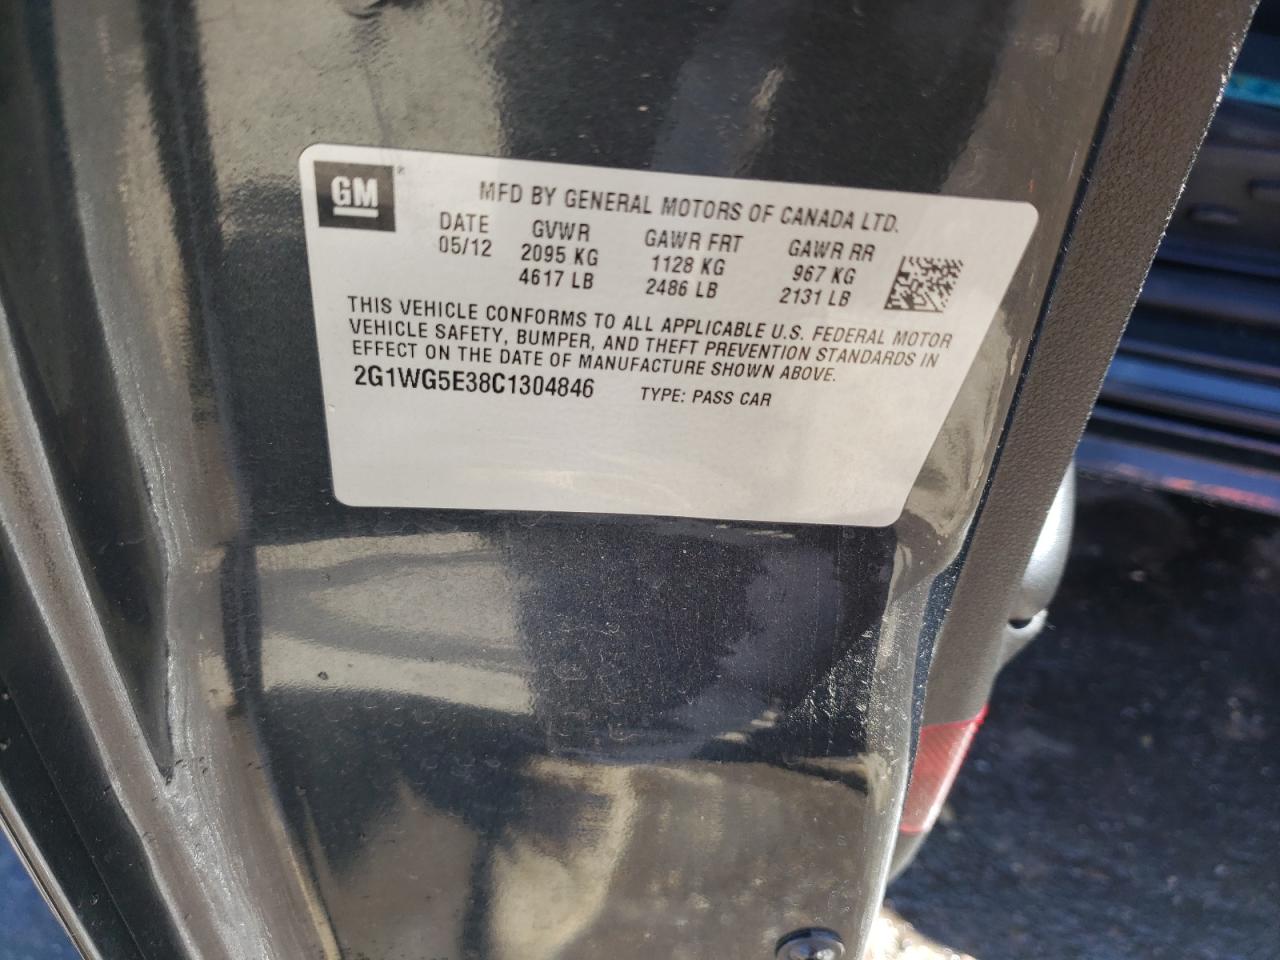 GM ®
MFD BY GENERAL MOTORS OF CANADA LTD.
DATE GVWR GAWR FRT GAWR RR
05/12 2095 KG 1128 KG 967 KG
4617 LB 2486 LB 2131 LB
THIS VEHICLE CONFORMS TO ALL APPLICABLE U.S. FEDERAL MOTOR
VEHICLE SAFETY, BUMPER, AND THEFT PREVENTION STANDARDS IN
EFFECT ON THE DATE OF MANUFACTURE SHOWN ABOVE.
2G1WG5E38C1304846 TYPE: PASS CAR